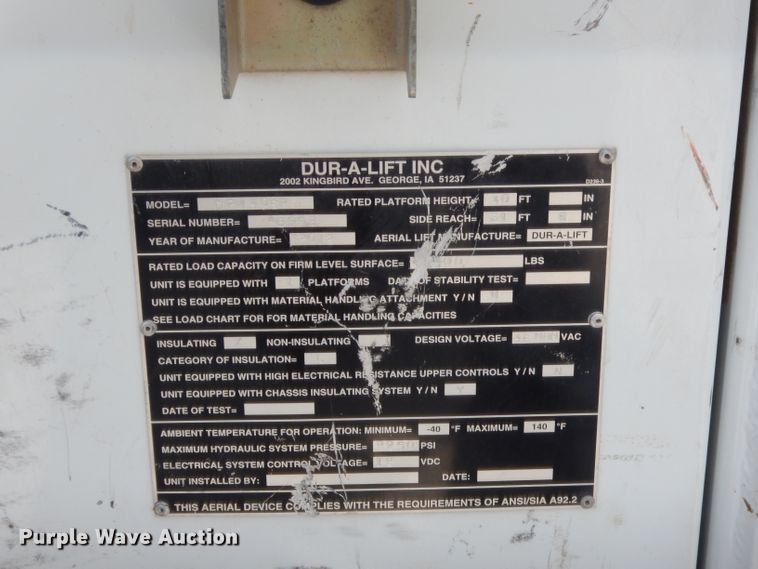 DUR-A-LIFT INC
2002 KINGBIRD AVE. GEORGE, IA 51237
D239-3
MODEL= RATED PLATFORM HEIGHT= FT IN
SERIAL NUMBER= SIDE REACH= FT IN
YEAR OF MANUFACTURE= AERIAL LIFT MANUFACTURE= DUR-A-LIFT
RATED LOAD CAPACITY ON FIRM LEVEL SURFACE= LBS
UNIT IS EQUIPPED WITH PLATFORMS DATE OF STABILITY TEST=
UNIT IS EQUIPPED WITH MATERIAL HANDLING ATTACHMENT Y / N N
SEE LOAD CHART FOR FOR MATERIAL HANDLING CAPACITIES
INSULATING NON-INSULATING DESIGN VOLTAGE= VAC
CATEGORY OF INSULATION=
UNIT EQUIPPED WITH HIGH ELECTRICAL RESISTANCE UPPER CONTROLS Y / N N
UNIT EQUIPPED WITH CHASSIS INSULATING SYSTEM Y / N Y
DATE OF TEST=
AMBIENT TEMPERATURE FOR OPERATION: MINIMUM= -40 °F MAXIMUM= 140 °F
MAXIMUM HYDRAULIC SYSTEM PRESSURE= PSI
ELECTRICAL SYSTEM CONTROL VOLTAGE= VDC
UNIT INSTALLED BY: DATE:
THIS AERIAL DEVICE COMPLIES WITH THE REQUIREMENTS OF ANSI/SIA A92.2
Purple Wave Auction